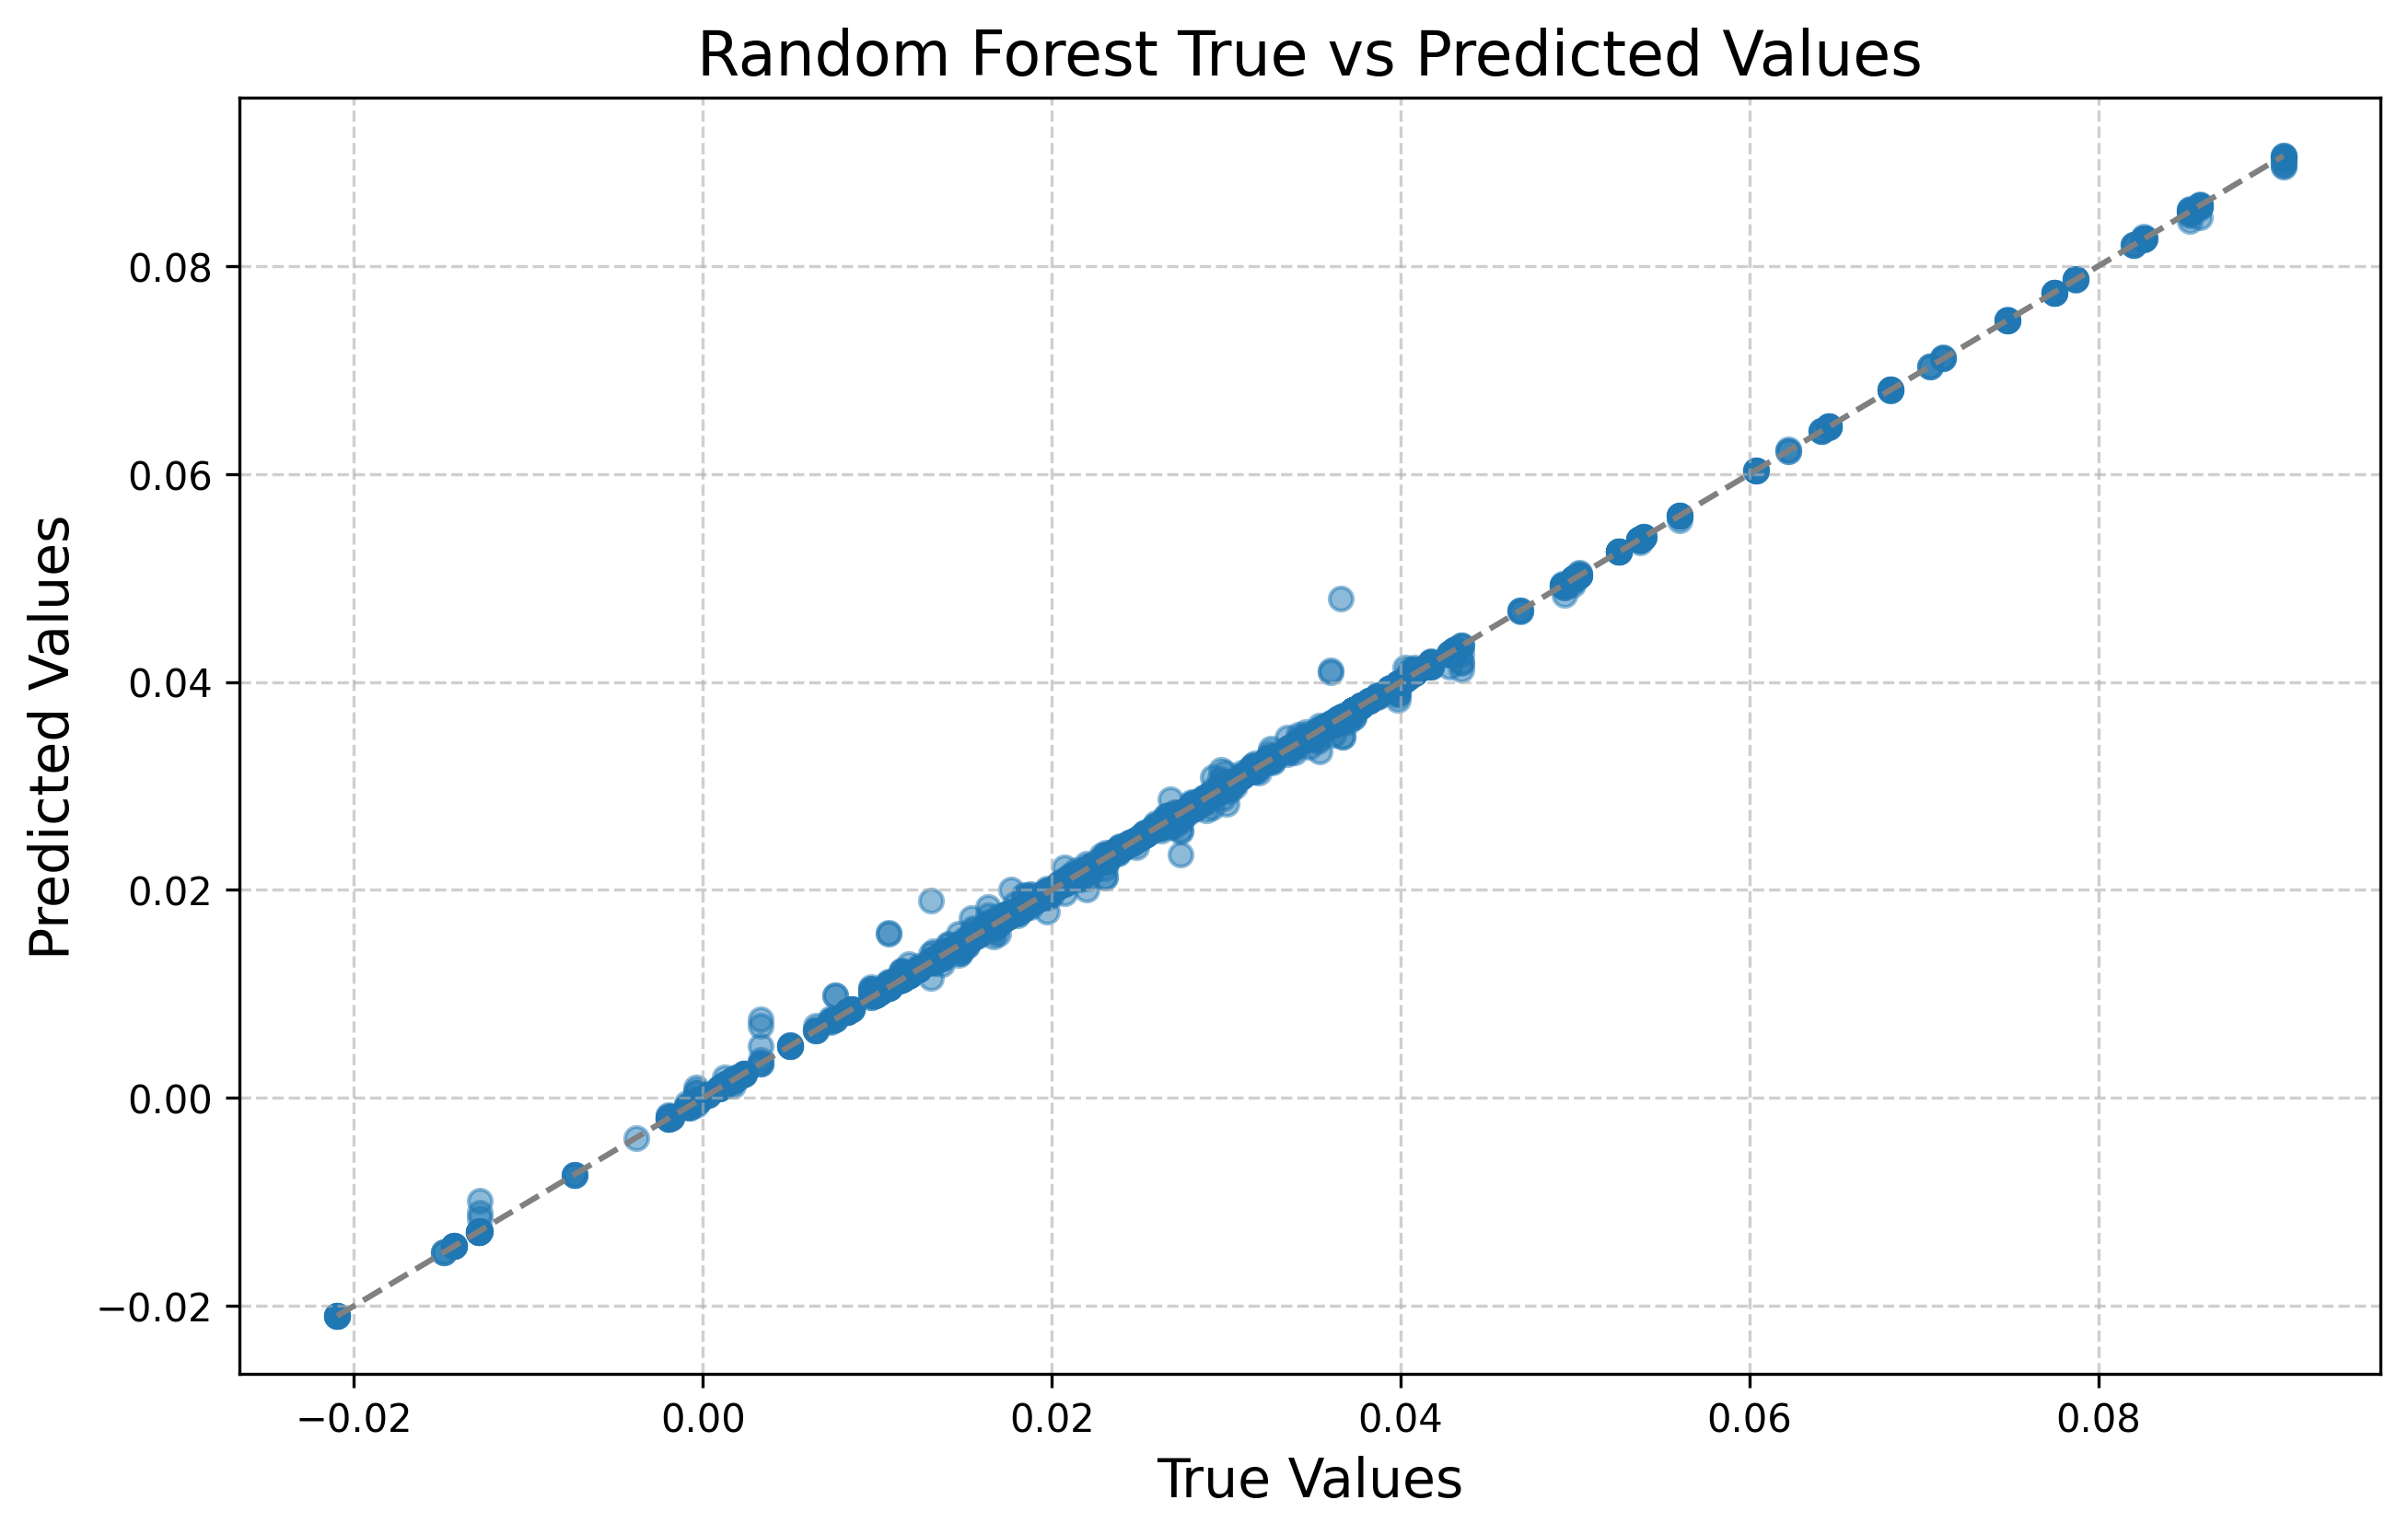 Random Forest True vs Predicted Values
Predicted Values
0.08
0.06
0.04
0.02
0.00
−0.02
−0.02 0.00 0.02 0.04 0.06 0.08
True Values